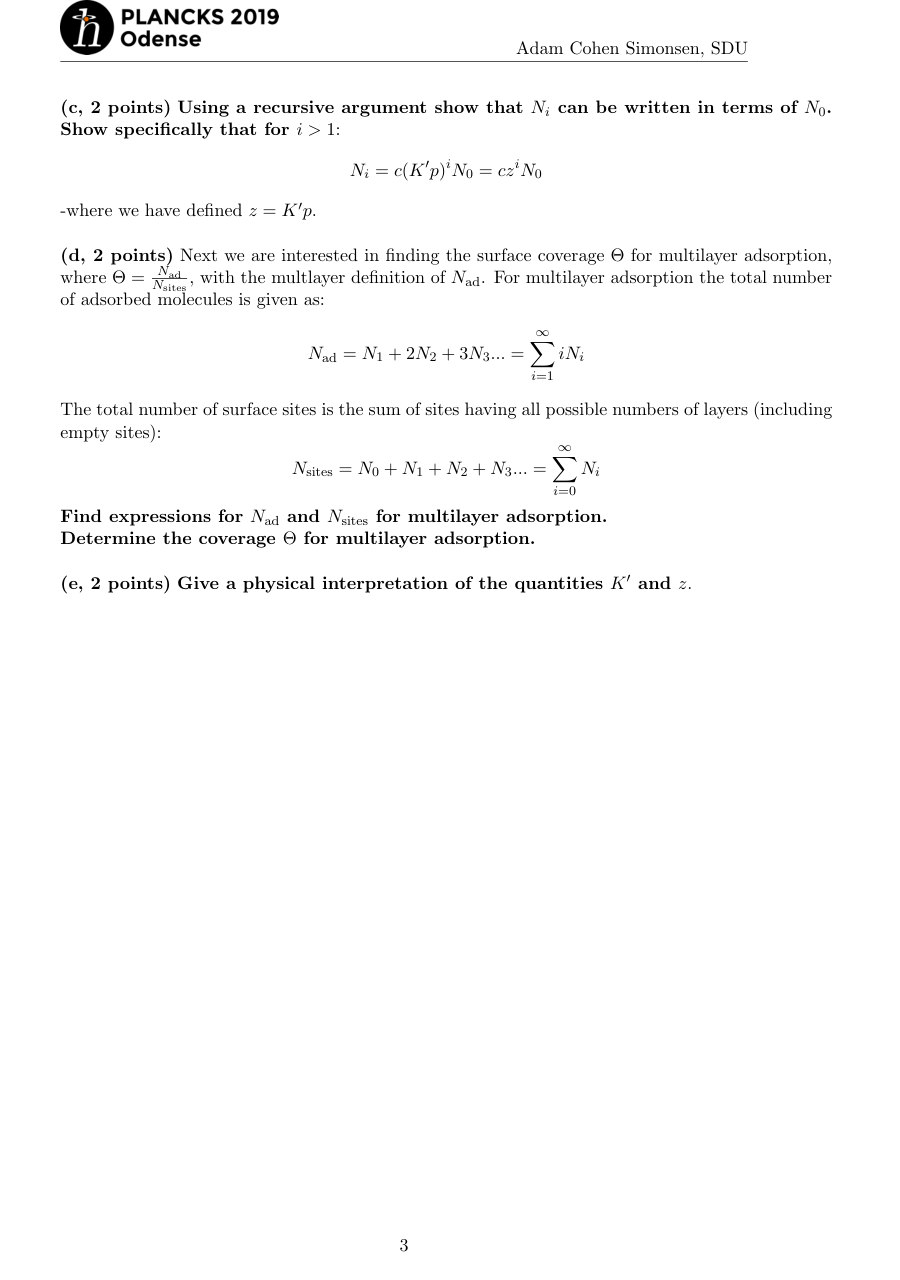 PLANCKS 2019
Odense
Adam Cohen Simonsen, SDU
(c, 2 points) Using a recursive argument show that N_i can be written in terms of N_0.
Show specifically that for i > 1:
N_i = c(K′p)^i N_0 = cz^i N_0
-where we have defined z = K′p.
(d, 2 points) Next we are interested in finding the surface coverage Θ for multilayer adsorption,
where Θ = N_ad/N_sites, with the multlayer definition of N_ad. For multilayer adsorption the total number
of adsorbed molecules is given as:
N_ad = N_1 + 2N_2 + 3N_3... = ∑_{i=1}^{∞} iN_i
The total number of surface sites is the sum of sites having all possible numbers of layers (including
empty sites):
N_sites = N_0 + N_1 + N_2 + N_3... = ∑_{i=0}^{∞} N_i
Find expressions for N_ad and N_sites for multilayer adsorption.
Determine the coverage Θ for multilayer adsorption.
(e, 2 points) Give a physical interpretation of the quantities K′ and z.
3